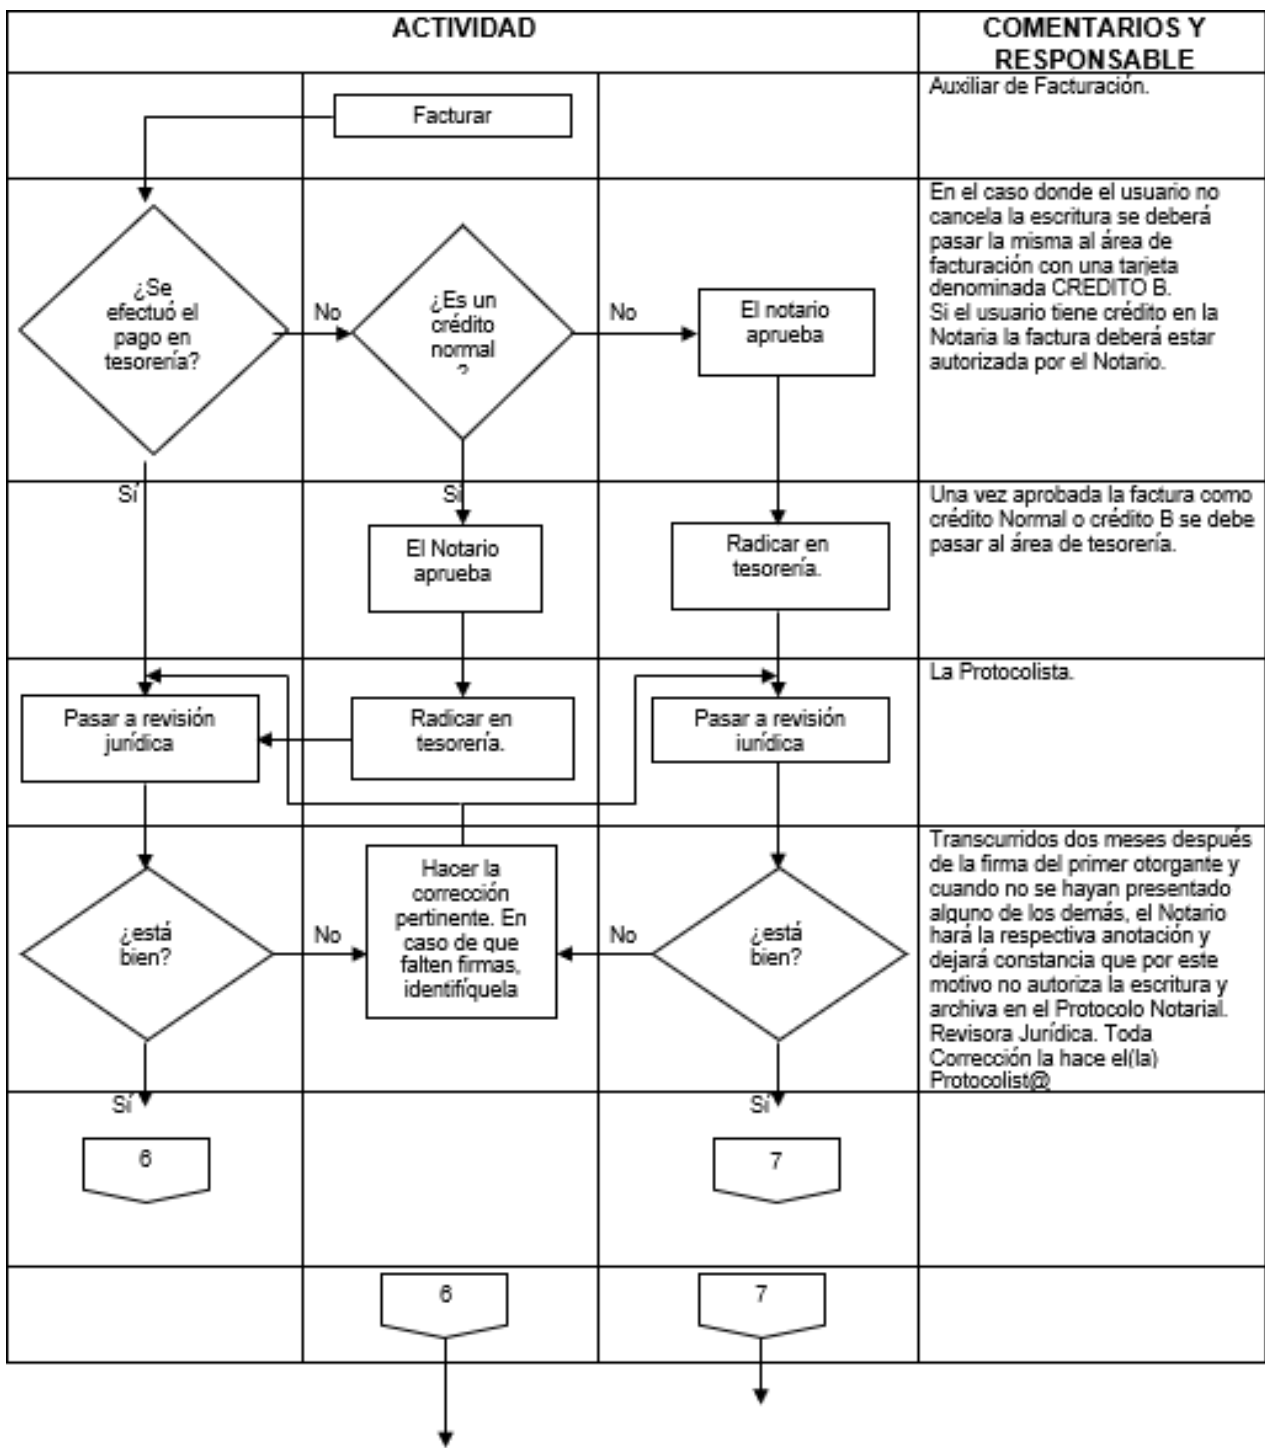 ACTIVIDAD
COMENTARIOS Y
RESPONSABLE
Facturar
Auxiliar de Facturación.
¿Se
efectuó el
pago en
tesorería?
No
¿Es un
crédito
normal
?
No
El notario
aprueba
En el caso donde el usuario no
cancela la escritura se deberá
pasar la misma al área de
facturación con una tarjeta
denominada CREDITO B.
Si el usuario tiene crédito en la
Notaria la factura deberá estar
autorizada por el Notario.
Sí
Sí
El Notario
aprueba
Radicar en
tesorería.
Una vez aprobada la factura como
crédito Normal o crédito B se debe
pasar al área de tesorería.
Pasar a revisión
jurídica
Radicar en
tesorería.
Pasar a revisión
jurídica
La Protocolista.
¿está
bien?
No
Hacer la
corrección
pertinente. En
caso de que
falten firmas,
identifíquela
No
¿está
bien?
Transcurridos dos meses después
de la firma del primer otorgante y
cuando no se hayan presentado
alguno de los demás, el Notario
hará la respectiva anotación y
dejará constancia que por este
motivo no autoriza la escritura y
archiva en el Protocolo Notarial.
Revisora Jurídica. Toda
Corrección la hace el(la)
Protocolist@
Sí
Sí
6
7
6
7